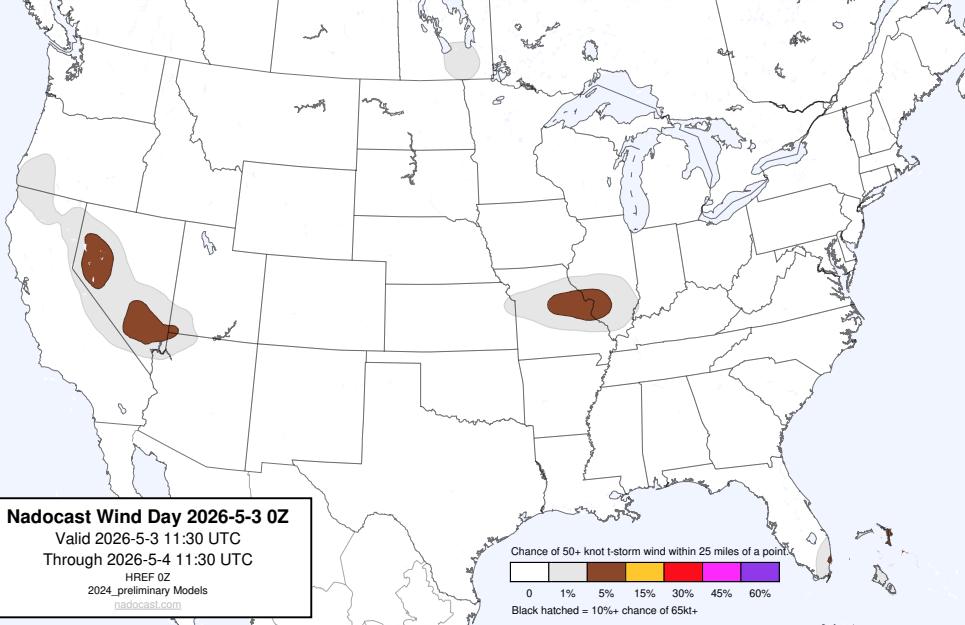 Nadocast Wind Day 2026-5-3 0Z
Valid 2026-5-3 11:30 UTC
Through 2026-5-4 11:30 UTC
HREF 0Z
2024_preliminary Models
nadocast.com
Chance of 50+ knot t-storm wind within 25 miles of a point.
0 1% 5% 15% 30% 45% 60%
Black hatched = 10%+ chance of 65kt+